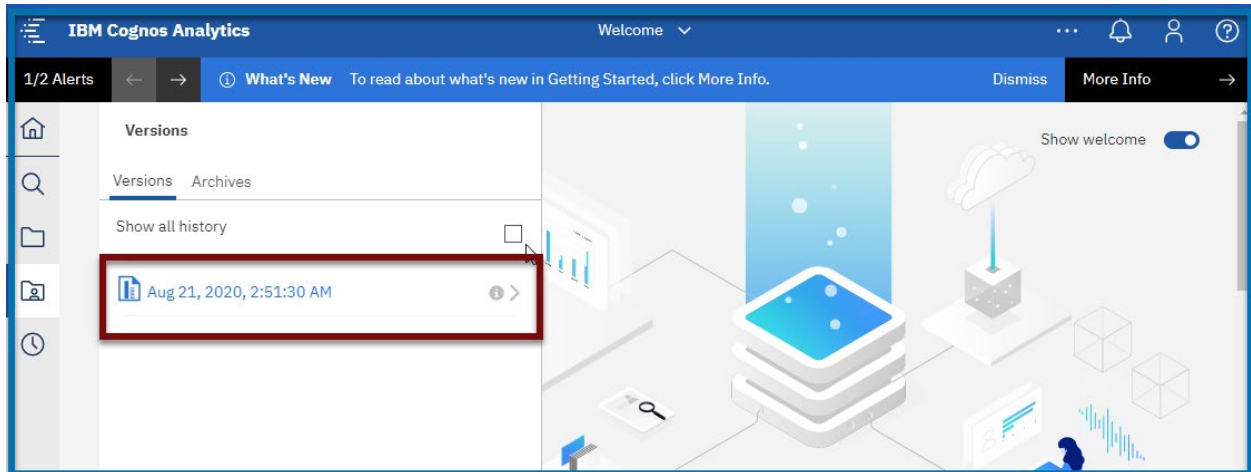 IBM Cognos Analytics
Welcome
1/2 Alerts
What's New To read about what's new in Getting Started, click More Info.
Dismiss
More Info
Versions
Show welcome
Versions Archives
Show all history
Aug 21, 2020, 2:51:30 AM